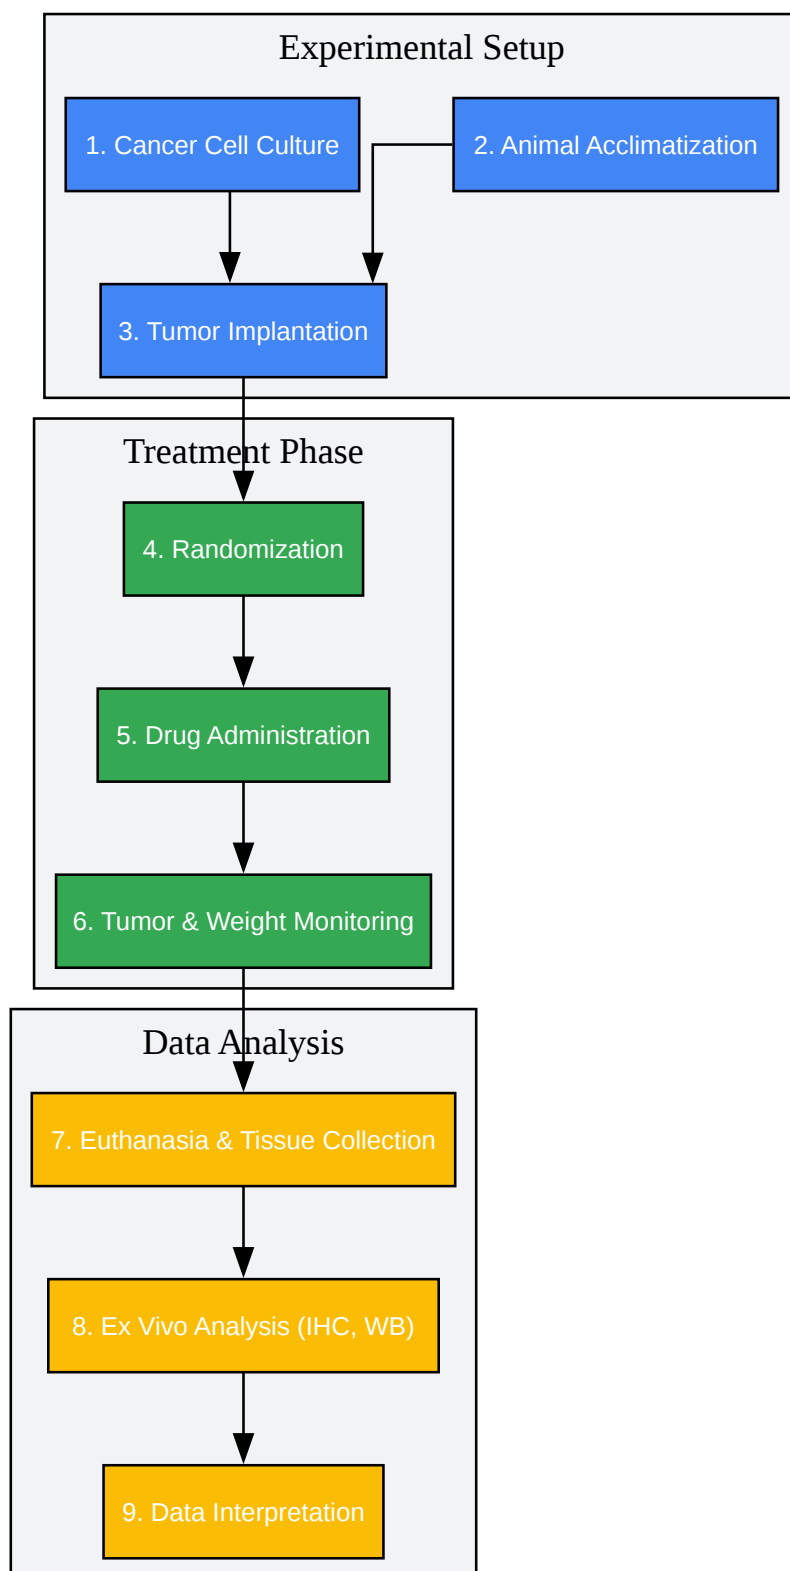 Experimental Setup
1. Cancer Cell Culture
2. Animal Acclimatization
3. Tumor Implantation
Treatment Phase
4. Randomization
5. Drug Administration
6. Tumor & Weight Monitoring
Data Analysis
7. Euthanasia & Tissue Collection
8. Ex Vivo Analysis (IHC, WB)
9. Data Interpretation